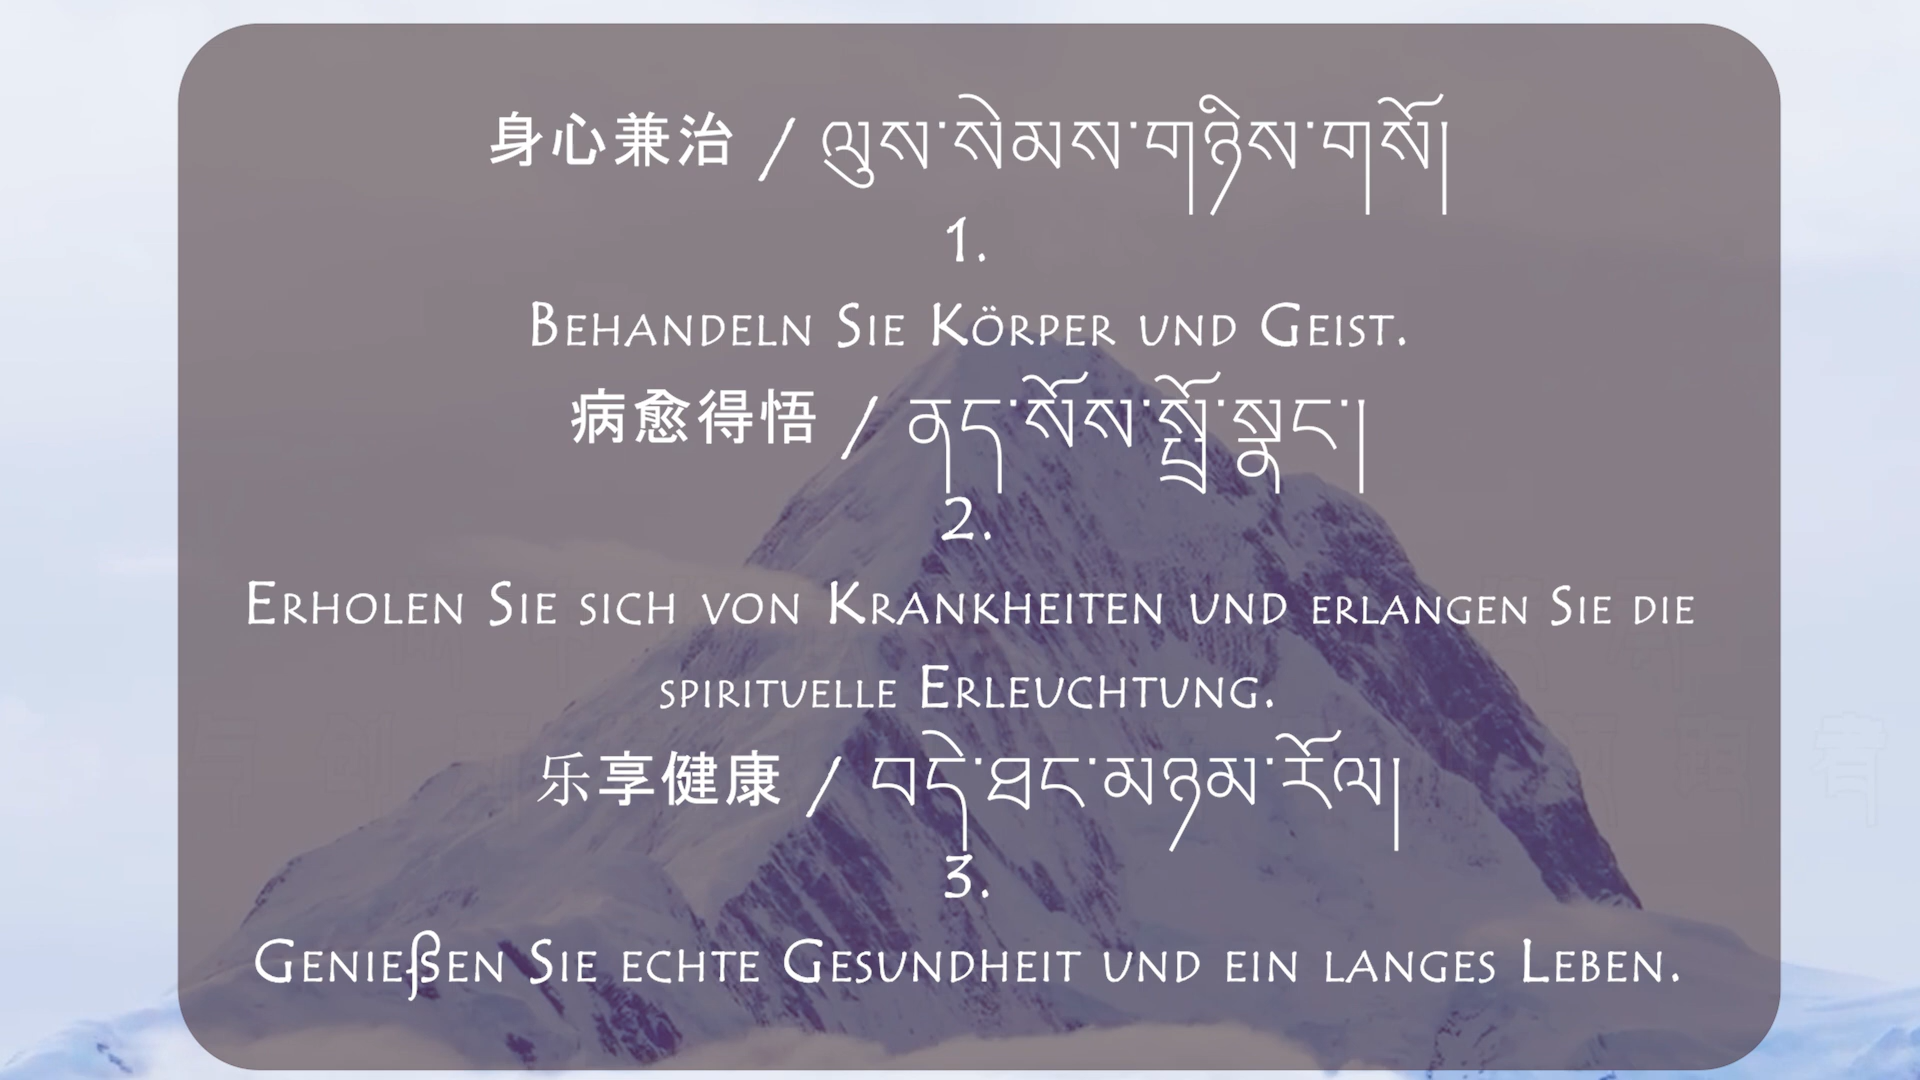 身心兼治 / ལུས་སེམས་གཉིས་གསོ།
1.
Behandeln Sie Körper und Geist.
病愈得悟 / ནད་སོས་སྤྲོ་སྣང་།
2.
Erholen Sie sich von Krankheiten und erlangen Sie die
spirituelle Erleuchtung.
乐享健康 / བདེ་ཐང་མཉམ་རོལ།
3.
Genießen Sie echte Gesundheit und ein langes Leben.